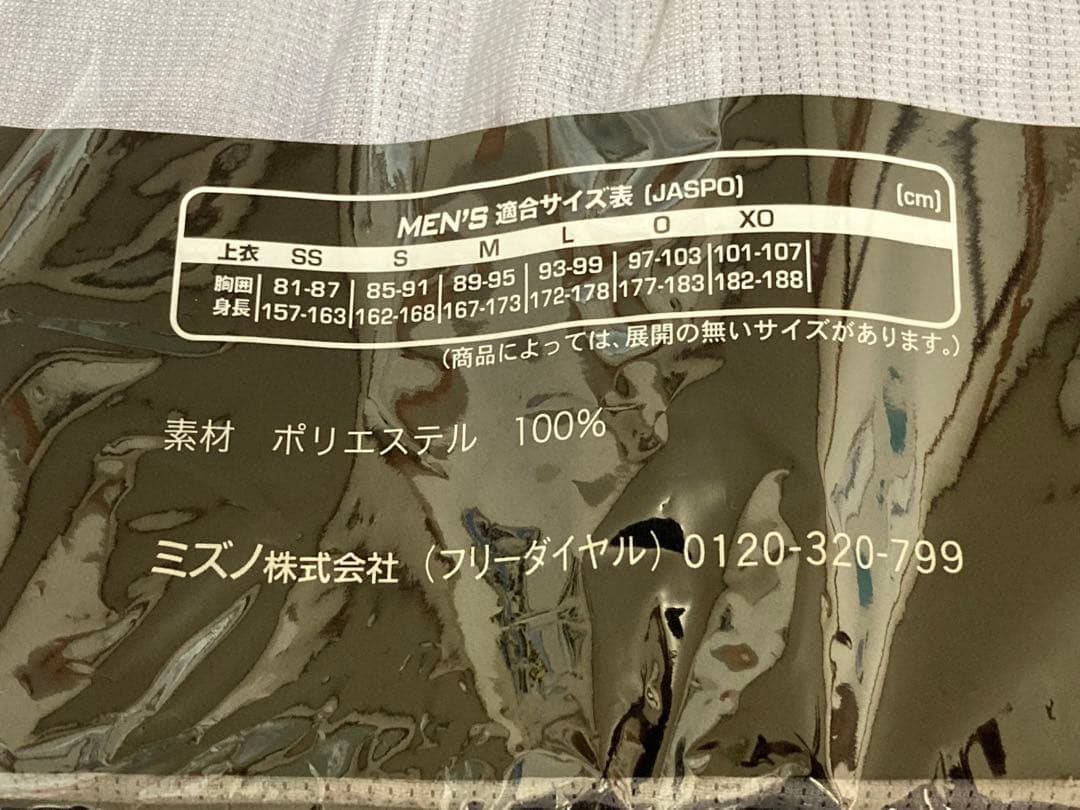 MEN'S 適合サイズ表 (JASPO) (cm)
上衣 SS S M L O XO
胸囲 81-87 85-91 89-95 93-99 97-103 101-107
身長 157-163 162-168 167-173 172-178 177-183 182-188
(商品によっては、展開の無いサイズがあります。)
素材 ポリエステル 100%
ミズノ株式会社 (フリーダイヤル) 0120-320-799